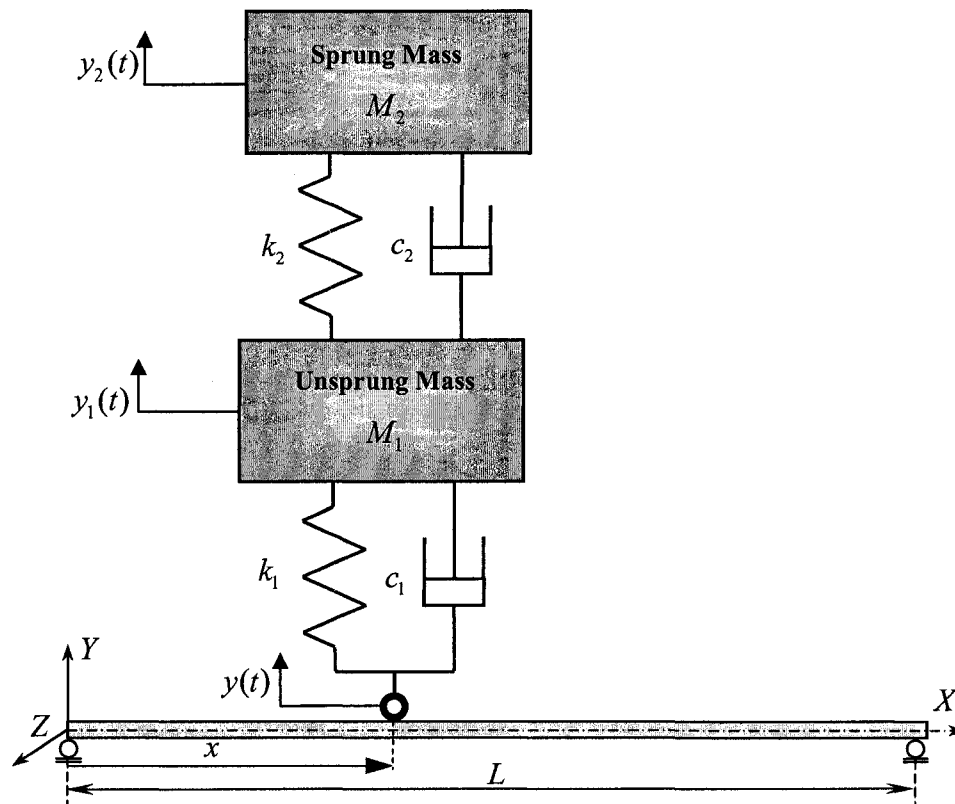 Sprung Mass
y₂(t)
M₂
k₂
c₂
Unsprung Mass
y₁(t)
M₁
k₁
c₁
Y
y(t)
X
Z
x
L